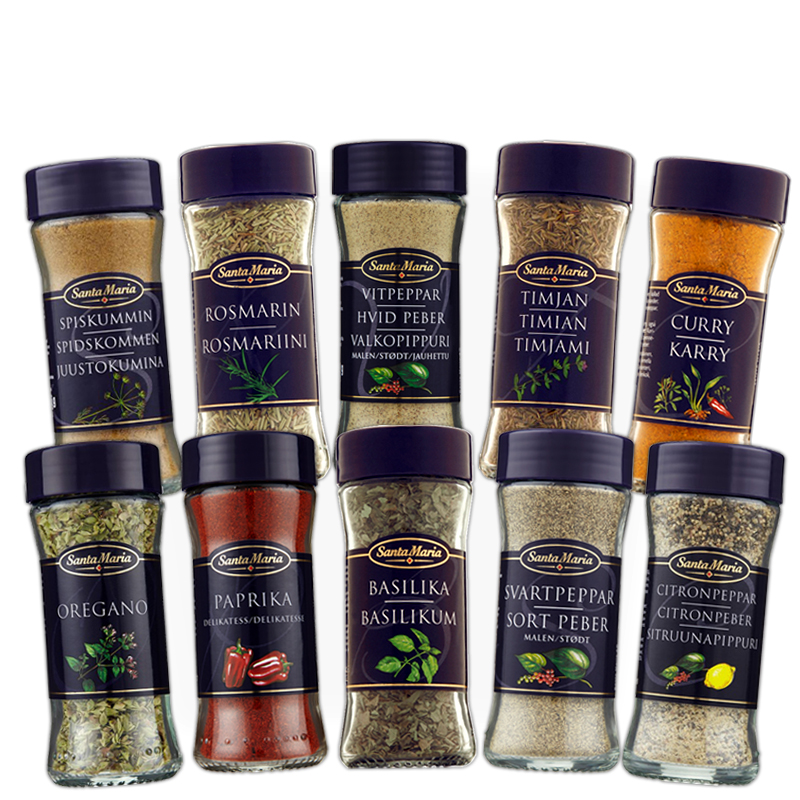 Santa Maria
SPISKUMMIN
SPIDSKOMMEN
JUUSTOKUMINA
Santa Maria
ROSMARIN
ROSMARIINI
Santa Maria
VITPEPPAR
HVID PEBER
VALKOPIPPURI
MALEN/STØDT/JAUHETTU
Santa Maria
TIMJAN
TIMIAN
TIMJAMI
Santa Maria
CURRY
KARRY
Santa Maria
OREGANO
Santa Maria
PAPRIKA
DELIKATESS/DELIKATESSE
Santa Maria
BASILIKA
BASILIKUM
Santa Maria
SVARTPEPPAR
SORT PEBER
MALEN/STØDT
Santa Maria
CITRONPEPPAR
CITRONPEBER
SITRUUNAPIPPURI